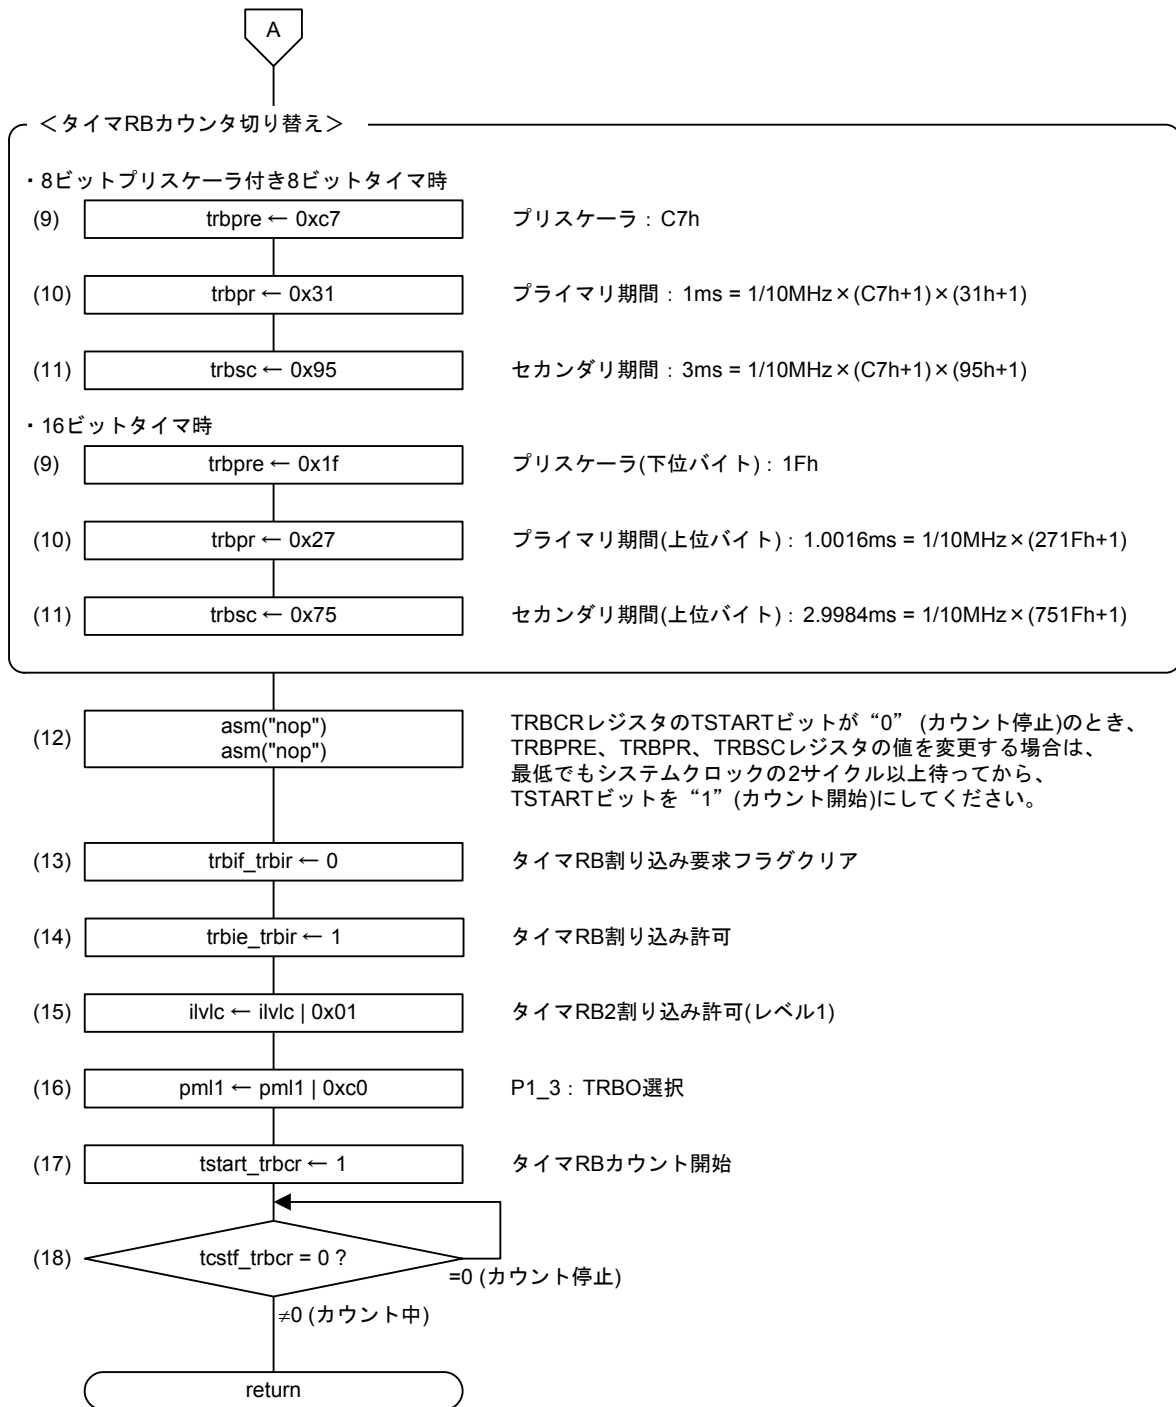 A
＜タイマRBカウンタ切り替え＞
・8ビットプリスケーラ付き8ビットタイマ時
(9) trbpre ← 0xc7 プリスケーラ：C7h
(10) trbpr ← 0x31 プライマリ期間：1ms = 1/10MHz×(C7h+1)×(31h+1)
(11) trbsc ← 0x95 セカンダリ期間：3ms = 1/10MHz×(C7h+1)×(95h+1)
・16ビットタイマ時
(9) trbpre ← 0x1f プリスケーラ(下位バイト)：1Fh
(10) trbpr ← 0x27 プライマリ期間(上位バイト)：1.0016ms = 1/10MHz×(271Fh+1)
(11) trbsc ← 0x75 セカンダリ期間(上位バイト)：2.9984ms = 1/10MHz×(751Fh+1)
(12) asm("nop")
asm("nop")
TRBCRレジスタのTSTARTビットが“0” (カウント停止)のとき、
TRBPRE、TRBPR、TRBSCレジスタの値を変更する場合は、
最低でもシステムクロックの2サイクル以上待ってから、
TSTARTビットを“1”(カウント開始)にしてください。
(13) trbif_trbir ← 0 タイマRB割り込み要求フラグクリア
(14) trbie_trbir ← 1 タイマRB割り込み許可
(15) ilvlc ← ilvlc | 0x01 タイマRB2割り込み許可(レベル1)
(16) pml1 ← pml1 | 0xc0 P1_3：TRBO選択
(17) tstart_trbcr ← 1 タイマRBカウント開始
(18) tcstf_trbcr = 0 ?
=0 (カウント停止)
≠0 (カウント中)
return